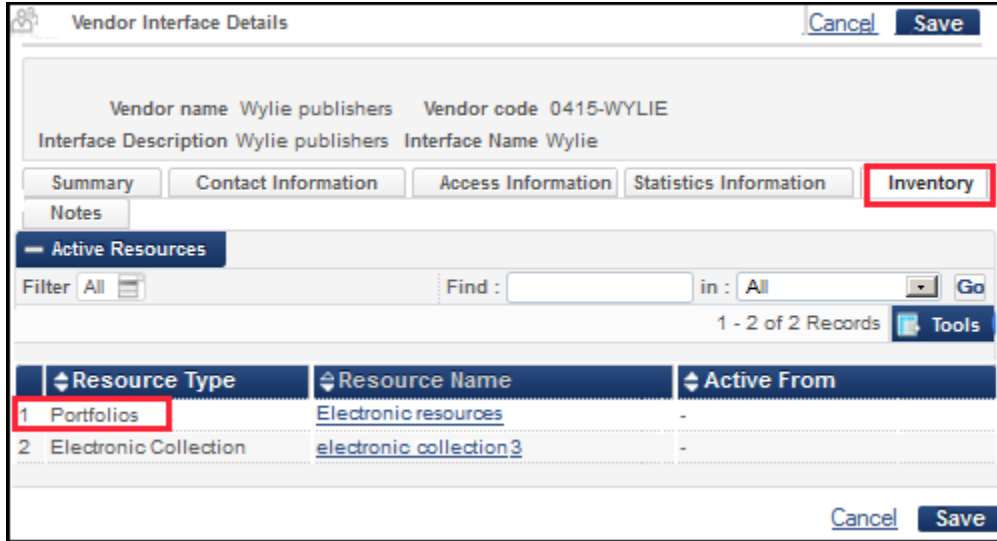 Vendor Interface Details Cancel Save
Vendor name Wylie publishers Vendor code 0415-WYLIE
Interface Description Wylie publishers Interface Name Wylie
Summary Contact Information Access Information Statistics Information Inventory
Notes
Active Resources
Filter All Find : in : All Go
1 - 2 of 2 Records Tools
Resource Type Resource Name Active From
1 Portfolios Electronic resources -
2 Electronic Collection electronic collection 3 -
Cancel Save